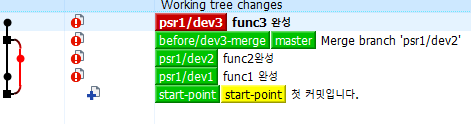 Working tree changes
psr1/dev3 func3 완성
before/dev3-merge master Merge branch 'psr1/dev2'
psr1/dev2 func2완성
psr1/dev1 func1 완성
start-point start-point 첫 커밋입니다.